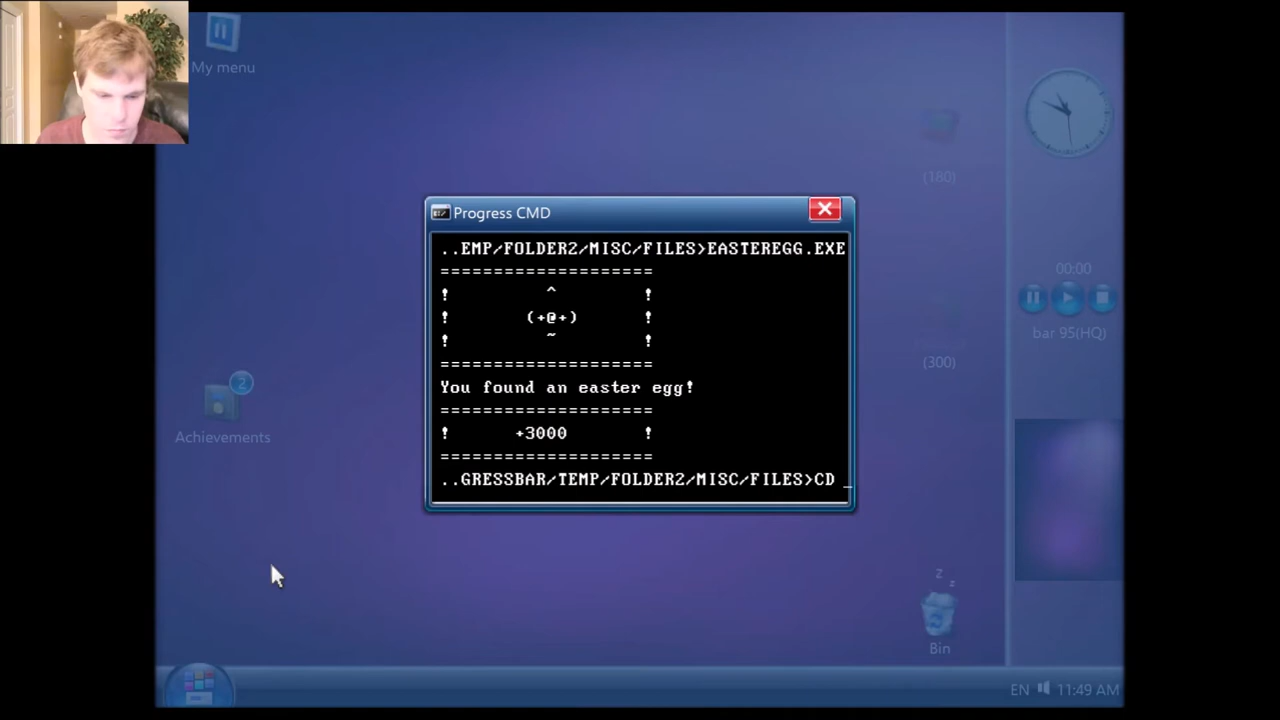 My menu
(180)
Progress CMD
..EMP/FOLDER2/MISC/FILES>EASTEREGG.EXE
====================
! ^ !
! (+@+) !
! ~ !
====================
You found an easter egg!
====================
! +3000 !
====================
..GRESSBAR/TEMP/FOLDER2/MISC/FILES>CD _
00:00
bar 95(HQ)
(300)
2
Achievements
z
z
Bin
EN 11:49 AM